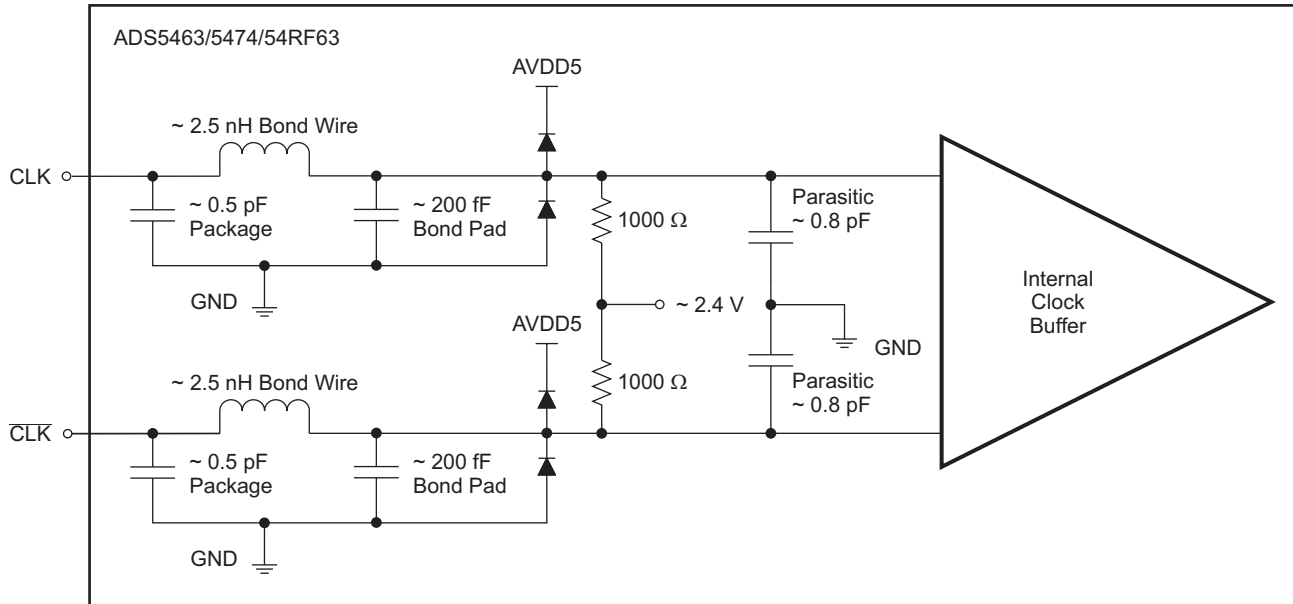 ADS5463/5474/54RF63
AVDD5
~ 2.5 nH Bond Wire
CLK
~ 0.5 pF
Package
~ 200 fF
Bond Pad
1000 Ω
Parasitic
~ 0.8 pF
GND
~ 2.4 V
Internal
Clock
Buffer
AVDD5
GND
~ 2.5 nH Bond Wire
1000 Ω
Parasitic
~ 0.8 pF
C̅L̅K̅
~ 0.5 pF
Package
~ 200 fF
Bond Pad
GND